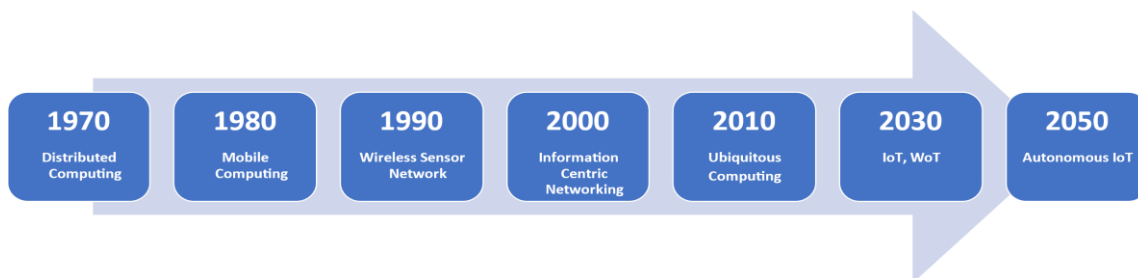 1970
Distributed
Computing
1980
Mobile
Computing
1990
Wireless Sensor
Network
2000
Information
Centric
Networking
2010
Ubiquitous
Computing
2030
IoT, WoT
2050
Autonomous IoT